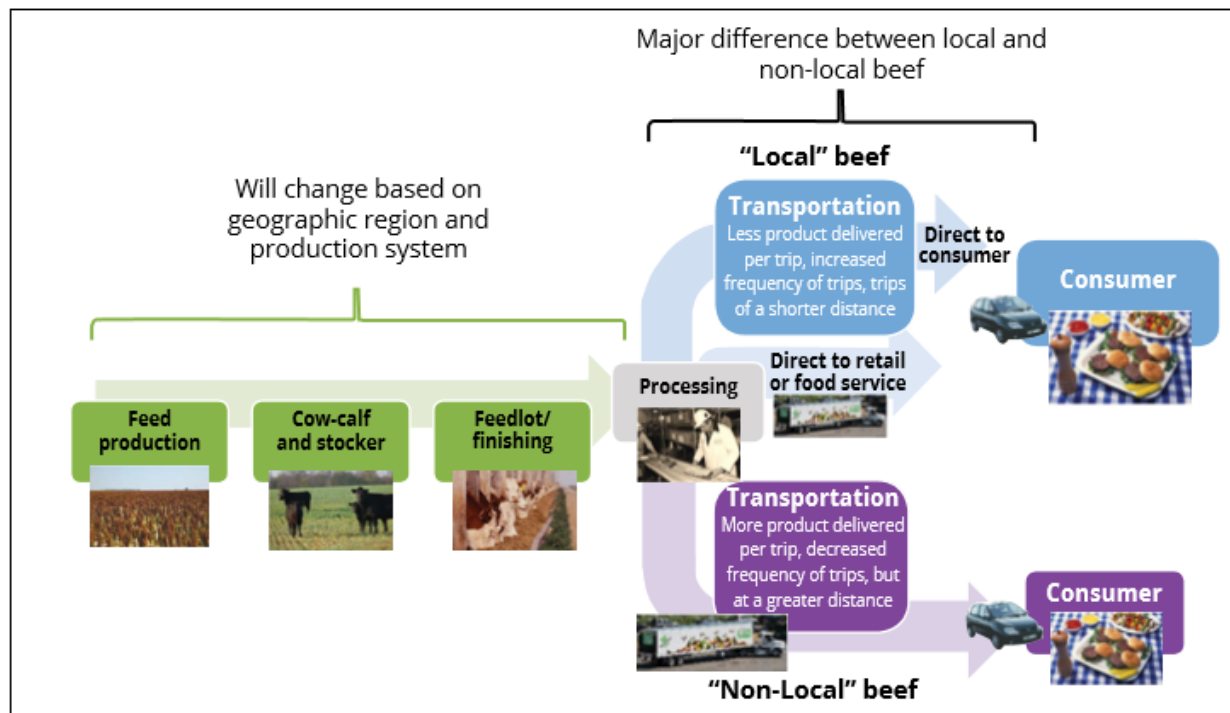 Major difference between local and
non-local beef
“Local” beef
Will change based on
geographic region and
production system
Transportation
Less product delivered
per trip, increased
frequency of trips, trips
of a shorter distance
Direct to
consumer
Consumer
Direct to retail
or food service
Processing
Feed
production
Cow-calf
and stocker
Feedlot/
finishing
Transportation
More product delivered
per trip, decreased
frequency of trips, but
at a greater distance
Consumer
“Non-Local” beef